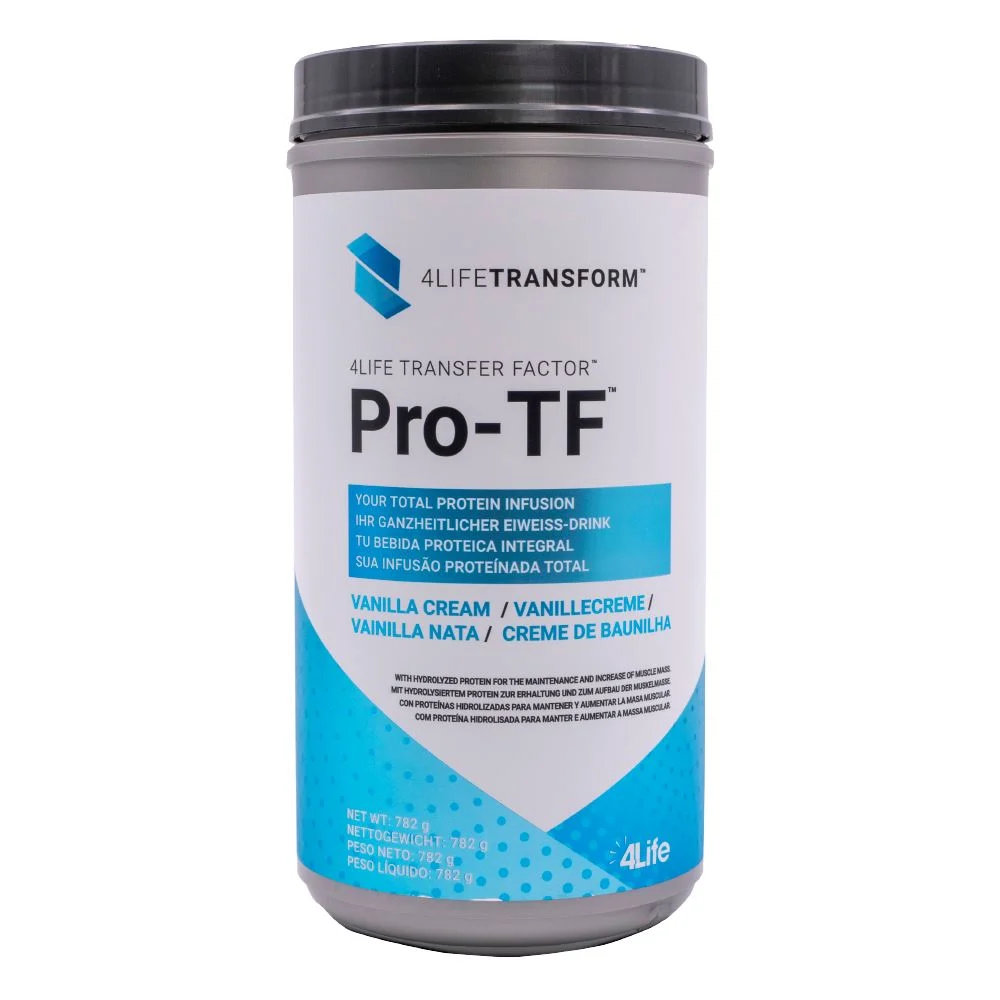 4LIFETRANSFORM™
4LIFE TRANSFER FACTOR™
Pro-TF™
YOUR TOTAL PROTEIN INFUSION
IHR GANZHEITLICHER EIWEISS-DRINK
TU BEBIDA PROTEICA INTEGRAL
SUA INFUSÃO PROTEÍNADA TOTAL
VANILLA CREAM / VANILLECREME /
VAINILLA NATA / CREME DE BAUNILHA
WITH HYDROLYZED PROTEIN FOR THE MAINTENANCE AND INCREASE OF MUSCLE MASS.
MIT HYDROLYSIERTEM PROTEIN ZUR ERHALTUNG UND ZUM AUFBAU DER MUSKELMASSE.
CON PROTEÍNAS HIDROLIZADAS PARA MANTENER Y AUMENTAR LA MASA MUSCULAR.
COM PROTEÍNA HIDROLISADA PARA MANTER E AUMENTAR A MASSA MUSCULAR.
NET WT: 782 g
NETTOGEWICHT: 782 g
PESO NETO: 782 g
PESO LÍQUIDO: 782 g
4Life